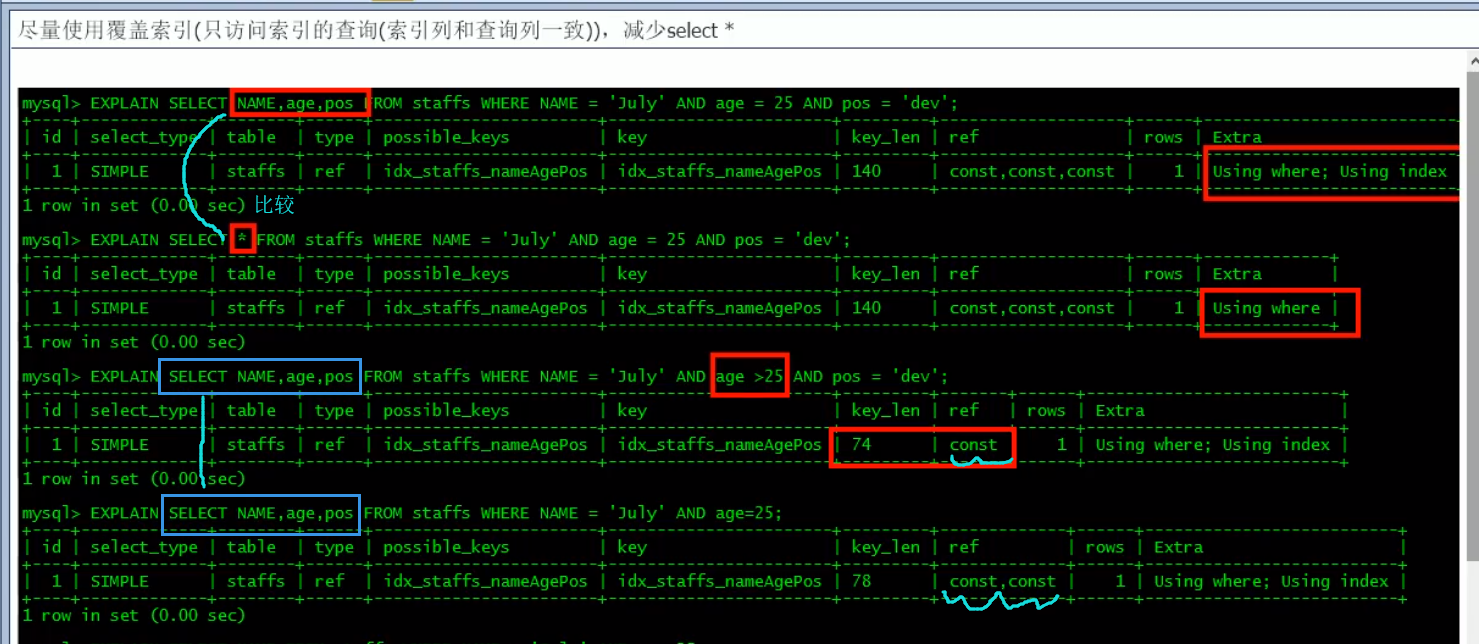 尽量使用覆盖索引(只访问索引的查询(索引列和查询列一致))，减少select *
mysql> EXPLAIN SELECT NAME,age,pos FROM staffs WHERE NAME = 'July' AND age = 25 AND pos = 'dev';
| id | select_type | table | type | possible_keys | key | key_len | ref | rows | Extra
| 1 | SIMPLE | staffs | ref | idx_staffs_nameAgePos | idx_staffs_nameAgePos | 140 | const,const,const | 1 | Using where; Using index
1 row in set (0.00 sec) 比较
mysql> EXPLAIN SELECT * FROM staffs WHERE NAME = 'July' AND age = 25 AND pos = 'dev';
| id | select_type | table | type | possible_keys | key | key_len | ref | rows | Extra |
| 1 | SIMPLE | staffs | ref | idx_staffs_nameAgePos | idx_staffs_nameAgePos | 140 | const,const,const | 1 | Using where |
1 row in set (0.00 sec)
mysql> EXPLAIN SELECT NAME,age,pos FROM staffs WHERE NAME = 'July' AND age >25 AND pos = 'dev';
| id | select_type | table | type | possible_keys | key | key_len | ref | rows | Extra |
| 1 | SIMPLE | staffs | ref | idx_staffs_nameAgePos | idx_staffs_nameAgePos | 74 | const | 1 | Using where; Using index |
1 row in set (0.00 sec)
mysql> EXPLAIN SELECT NAME,age,pos FROM staffs WHERE NAME = 'July' AND age=25;
| id | select_type | table | type | possible_keys | key | key_len | ref | rows | Extra |
| 1 | SIMPLE | staffs | ref | idx_staffs_nameAgePos | idx_staffs_nameAgePos | 78 | const,const | 1 | Using where; Using index |
1 row in set (0.00 sec)